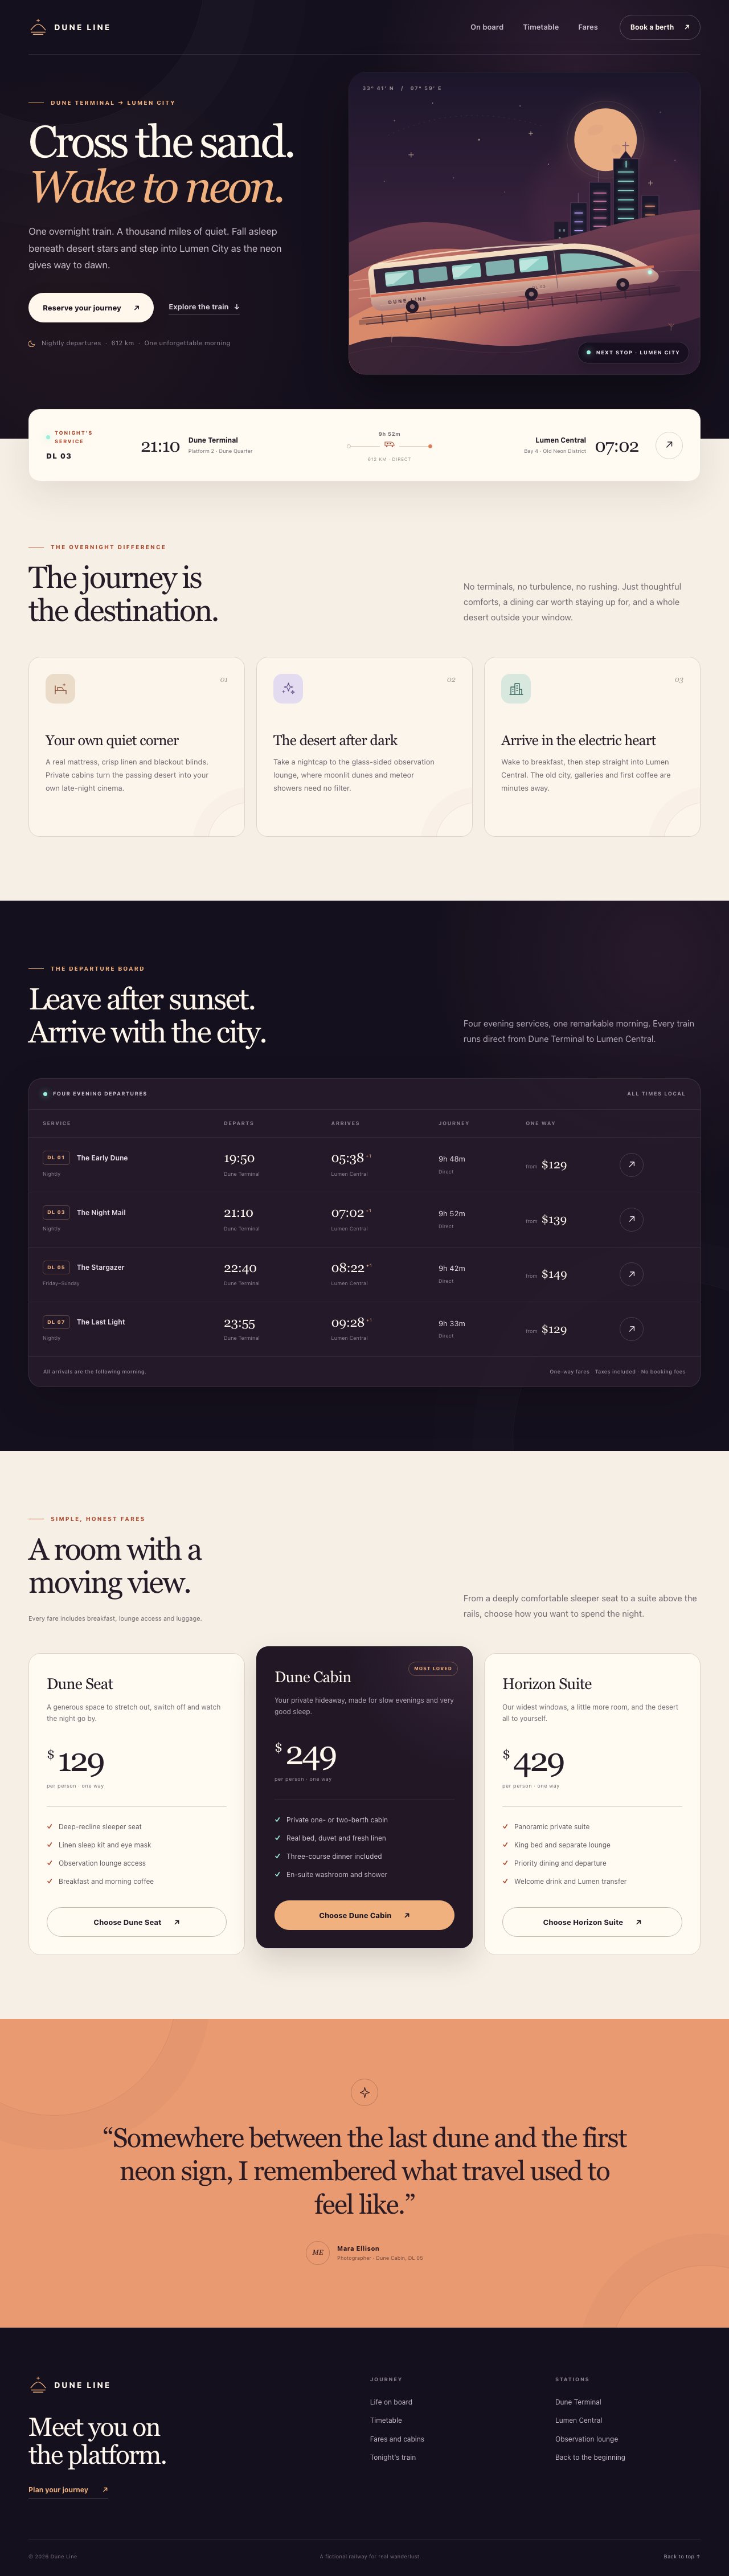 DUNE LINE
On board
Timetable
Fares
Book a berth ↗
DUNE TERMINAL → LUMEN CITY
Cross the sand.
Wake to neon.
One overnight train. A thousand miles of quiet. Fall asleep
beneath desert stars and step into Lumen City as the neon
gives way to dawn.
Reserve your journey ↗
Explore the train ↓
Nightly departures · 612 km · One unforgettable morning
33° 41' N / 07° 59' E
DUNE LINE
NEXT STOP · LUMEN CITY
TONIGHT'S
SERVICE
DL 03
21:10
Dune Terminal
Platform 2 · Dune Quarter
9h 52m
612 KM · DIRECT
Lumen Central
Bay 4 · Old Neon District
07:02
↗
THE OVERNIGHT DIFFERENCE
The journey is
the destination.
No terminals, no turbulence, no rushing. Just thoughtful
comforts, a dining car worth staying up for, and a whole
desert outside your window.
01
Your own quiet corner
A real mattress, crisp linen and blackout blinds.
Private cabins turn the passing desert into your
own late-night cinema.
02
The desert after dark
Take a nightcap to the glass-sided observation
lounge, where moonlit dunes and meteor
showers need no filter.
03
Arrive in the electric heart
Wake to breakfast, then step straight into Lumen
Central. The old city, galleries and first coffee are
minutes away.
THE DEPARTURE BOARD
Leave after sunset.
Arrive with the city.
Four evening services, one remarkable morning. Every train
runs direct from Dune Terminal to Lumen Central.
FOUR EVENING DEPARTURES
ALL TIMES LOCAL
SERVICE DEPARTS ARRIVES JOURNEY ONE WAY
DL 01 The Early Dune 19:50 05:38 +1 9h 48m from $129 ↗
Nightly Dune Terminal Lumen Central Direct
DL 03 The Night Mail 21:10 07:02 +1 9h 52m from $139 ↗
Nightly Dune Terminal Lumen Central Direct
DL 05 The Stargazer 22:40 08:22 +1 9h 42m from $149 ↗
Friday–Sunday Dune Terminal Lumen Central Direct
DL 07 The Last Light 23:55 09:28 +1 9h 33m from $129 ↗
Nightly Dune Terminal Lumen Central Direct
All arrivals are the following morning.
One-way fares · Taxes included · No booking fees
SIMPLE, HONEST FARES
A room with a
moving view.
Every fare includes breakfast, lounge access and luggage.
From a deeply comfortable sleeper seat to a suite above the
rails, choose how you want to spend the night.
Dune Seat
A generous space to stretch out, switch off and watch
the night go by.
$129
per person · one way
Deep-recline sleeper seat
Linen sleep kit and eye mask
Observation lounge access
Breakfast and morning coffee
Choose Dune Seat ↗
MOST LOVED
Dune Cabin
Your private hideaway, made for slow evenings and very
good sleep.
$249
per person · one way
Private one- or two-berth cabin
Real bed, duvet and fresh linen
Three-course dinner included
En-suite washroom and shower
Choose Dune Cabin ↗
Horizon Suite
Our widest windows, a little more room, and the desert
all to yourself.
$429
per person · one way
Panoramic private suite
King bed and separate lounge
Priority dining and departure
Welcome drink and Lumen transfer
Choose Horizon Suite ↗
“Somewhere between the last dune and the first
neon sign, I remembered what travel used to
feel like.”
ME
Mara Ellison
Photographer · Dune Cabin, DL 05
DUNE LINE
Meet you on
the platform.
Plan your journey ↗
JOURNEY
Life on board
Timetable
Fares and cabins
Tonight's train
STATIONS
Dune Terminal
Lumen Central
Observation lounge
Back to the beginning
© 2026 Dune Line
A fictional railway for real wanderlust.
Back to top ↑